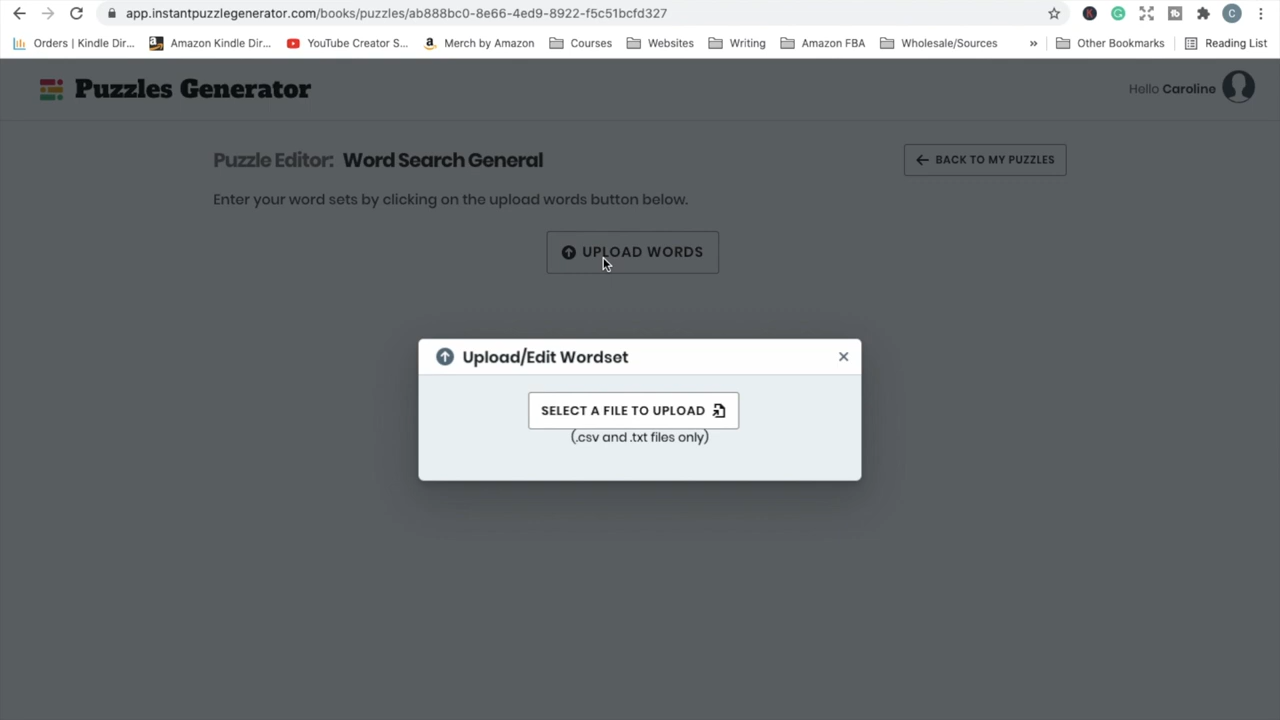 app.instantpuzzlegenerator.com/books/puzzles/ab888bc0-8e66-4ed9-8922-f5c51bcfd327
K
G
C
Orders | Kindle Dir...
Amazon Kindle Dir...
YouTube Creator S...
Merch by Amazon
Courses
Websites
Writing
Amazon FBA
Wholesale/Sources
»
Other Bookmarks
Reading List
Puzzles Generator
Hello Caroline
Puzzle Editor: Word Search General
← BACK TO MY PUZZLES
Enter your word sets by clicking on the upload words button below.
UPLOAD WORDS
Upload/Edit Wordset
×
SELECT A FILE TO UPLOAD
(.csv and .txt files only)